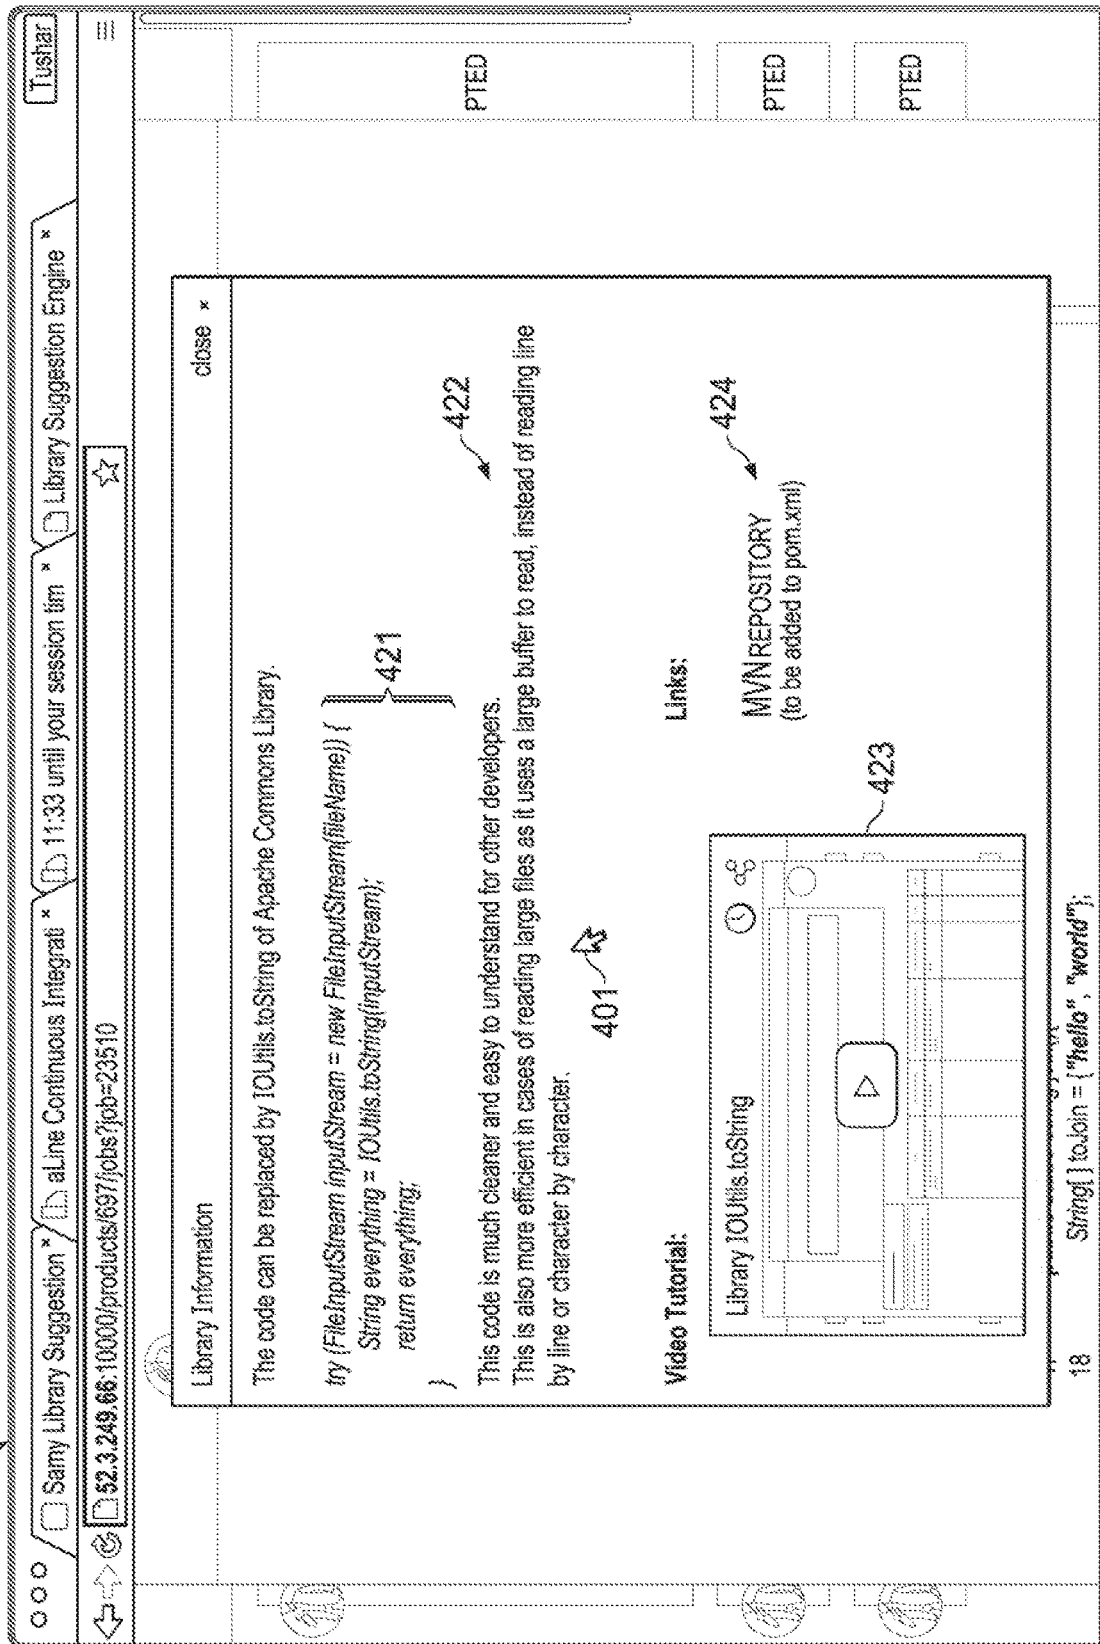 Samy Library Suggestion × aLine Continuous Integrati × 11:33 until your session tim × Library Suggestion Engine × Tushar
52.3.249.66:10000/products/697/jobs?job=23510
Library Information close ×
The code can be replaced by IOUtils.toString of Apache Commons Library.
try (FileInputStream inputStream = new FileInputStream(fileName)) {
String everything = IOUtils.toString(inputStream);
return everything;
}
421
This code is much cleaner and easy to understand for other developers.
422
This is also more efficient in cases of reading large files as it uses a large buffer to read, instead of reading line
by line or character by character.
401
Video Tutorial: Links:
Library IOUtils.toString
423
MVNREPOSITORY
(to be added to pom.xml)
424
PTED
PTED
PTED
18 String[ ] toJoin = { "hello", "world"};